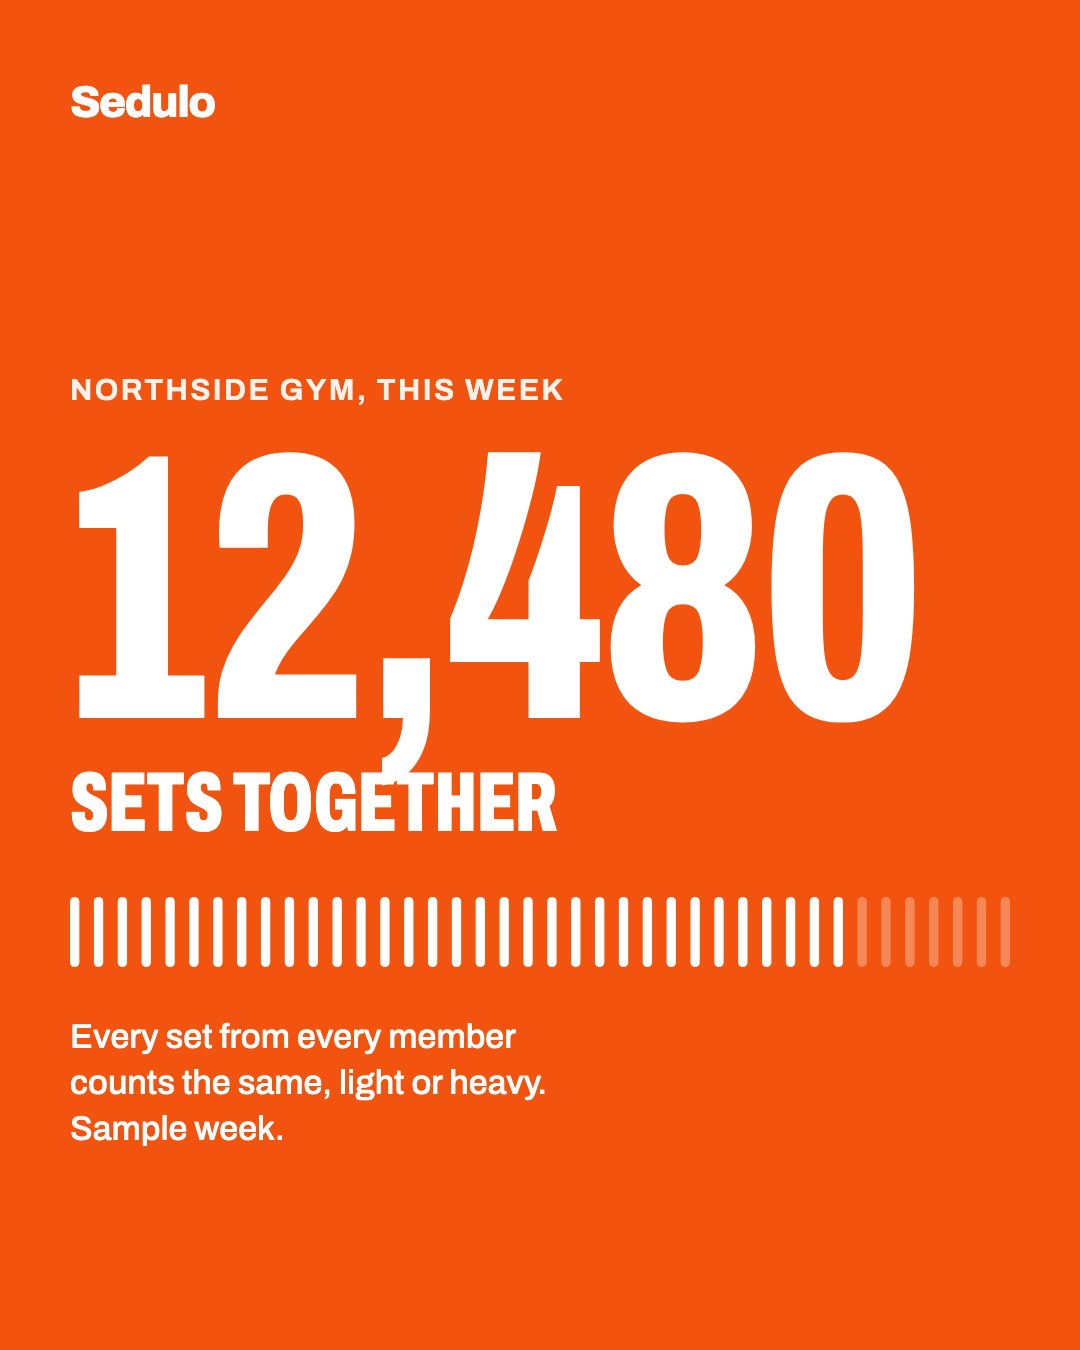 Sedulo
NORTHSIDE GYM, THIS WEEK
12,480
SETS TOGETHER
Every set from every member
counts the same, light or heavy.
Sample week.